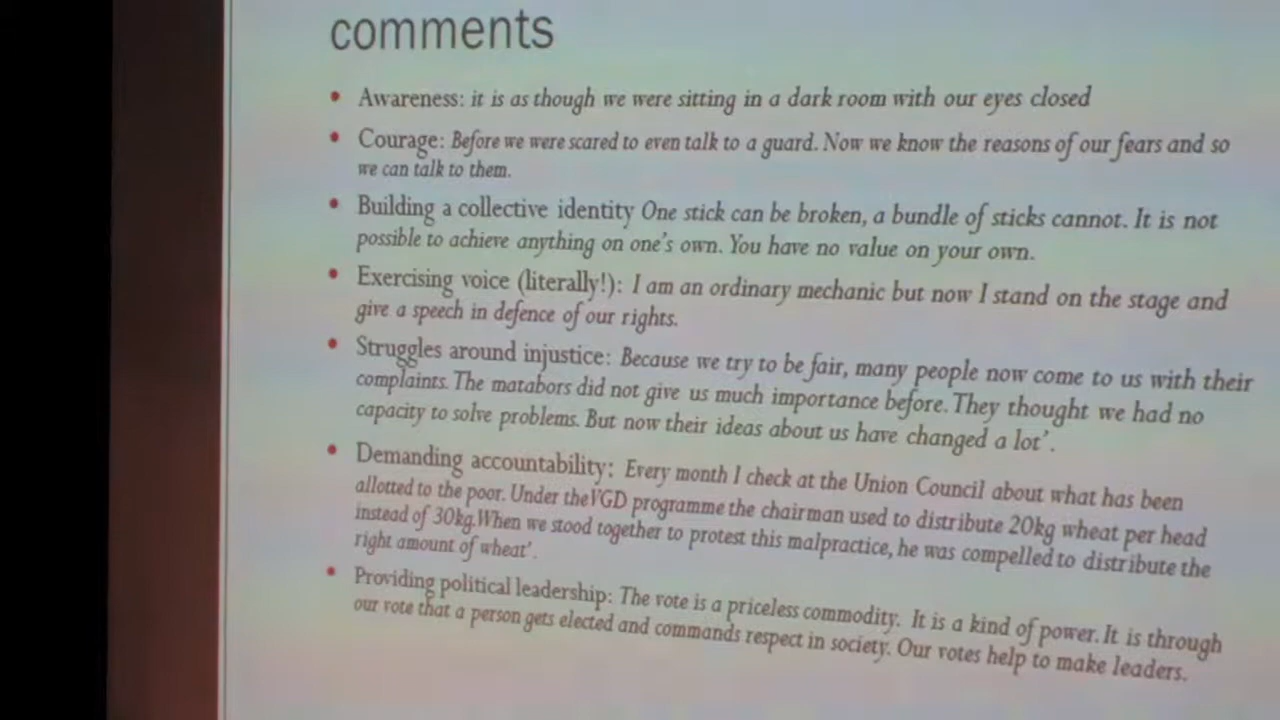 comments
• Awareness: it is as though we were sitting in a dark room with our eyes closed
• Courage: Before we were scared to even talk to a guard. Now we know the reasons of our fears and so
we can talk to them.
• Building a collective identity One stick can be broken, a bundle of sticks cannot. It is not
possible to achieve anything on one's own. You have no value on your own.
• Exercising voice (literally!): I am an ordinary mechanic but now I stand on the stage and
give a speech in defence of our rights.
• Struggles around injustice: Because we try to be fair, many people now come to us with their
complaints. The matabors did not give us much importance before. They thought we had no
capacity to solve problems. But now their ideas about us have changed a lot'.
• Demanding accountability: Every month I check at the Union Council about what has been
allotted to the poor. Under the VGD programme the chairman used to distribute 20kg wheat per head
instead of 30kg.When we stood together to protest this malpractice, he was compelled to distribute the
right amount of wheat'.
• Providing political leadership: The vote is a priceless commodity. It is a kind of power. It is through
our vote that a person gets elected and commands respect in society. Our votes help to make leaders.